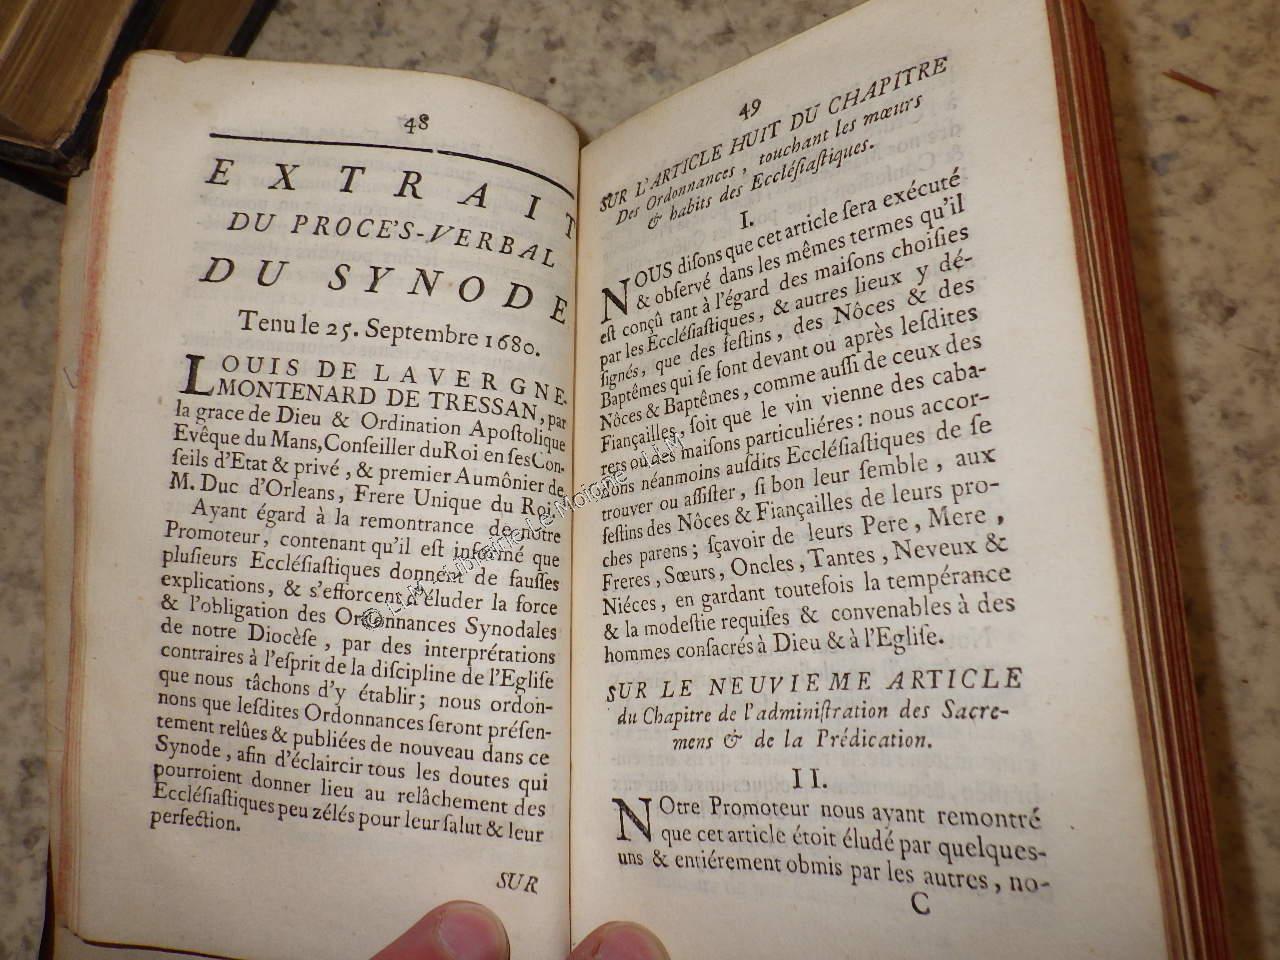 48
EXTRAIT
DU PROCE'S-VERBAL
DU SYNODE
Tenu le 25. Septembre 1680.
LOUIS DE LAVERGNE-
MONTENARD DE TRESSAN, par
la grace de Dieu & Ordination Apoſtolique
Evêque du Mans, Conſeiller du Roi en ſes Con-
ſeils d'Etat & privé, & premier Aumônier de
M. Duc d'Orleans, Frere Unique du Roi.
Ayant égard à la remontrance de notre
Promoteur, contenant qu'il eſt informé que
pluſieurs Eccléſiaſtiques donnent de fauſſes
explications, & s'efforcent d'éluder la force
& l'obligation des Ordonnances Synodales
de notre Diocèſe, par des interprétations
contraires à l'eſprit de la diſcipline de l'Egliſe
que nous tâchons d'y établir; nous ordon-
nons que leſdites Ordonnances ſeront préſen-
tement relûes & publiées de nouveau dans ce
Synode, afin d'éclaircir tous les doutes qui
pourroient donner lieu au relâchement des
Eccléſiaſtiques peu zélés pour leur ſalut & leur
perfection.
SUR
49
SUR L'ARTICLE HUIT DU CHAPITRE
Des Ordonnances, touchant les mœurs
& habits des Eccléſiaſtiques.
I.
NOUS diſons que cet article ſera exécuté
& obſervé dans les mêmes termes qu'il
eſt conçû tant à l'égard des maiſons choiſies
par les Eccléſiaſtiques, & autres lieux y dé-
ſignés, que des feſtins, des Nôces & des
Baptêmes qui ſe font devant ou après leſdites
Nôces & Baptêmes, comme auſſi de ceux des
Fiançailles, ſoit que le vin vienne des caba-
rets ou des maiſons particuliéres: nous accor-
dons néanmoins auſdits Eccléſiaſtiques de ſe
trouver ou aſſiſter, ſi bon leur ſemble, aux
feſtins des Nôces & Fiançailles de leurs pro-
ches parens; ſçavoir de leurs Pere, Mere,
Freres, Sœurs, Oncles, Tantes, Neveux &
Niéces, en gardant toutefois la tempérance
& la modeſtie requiſes & convenables à des
hommes conſacrés à Dieu & à l'Egliſe.
SUR LE NEUVIEME ARTICLE
du Chapitre de l'adminiſtration des Sacre-
mens & de la Prédication.
II.
NOtre Promoteur nous ayant remontré
que cet article étoit éludé par quelques-
uns & entiérement obmis par les autres, no-
C
© LLM Librairie Le Moigne - LLM